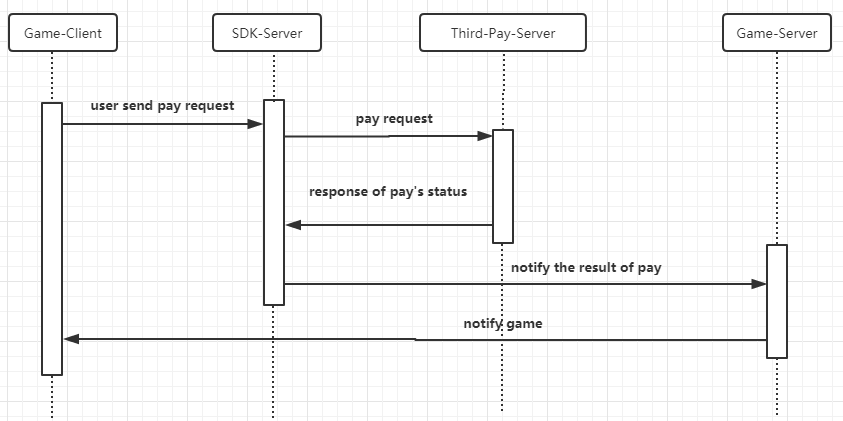 Game-Client
SDK-Server
Third-Pay-Server
Game-Server
user send pay request
pay request
response of pay's status
notify the result of pay
notify game